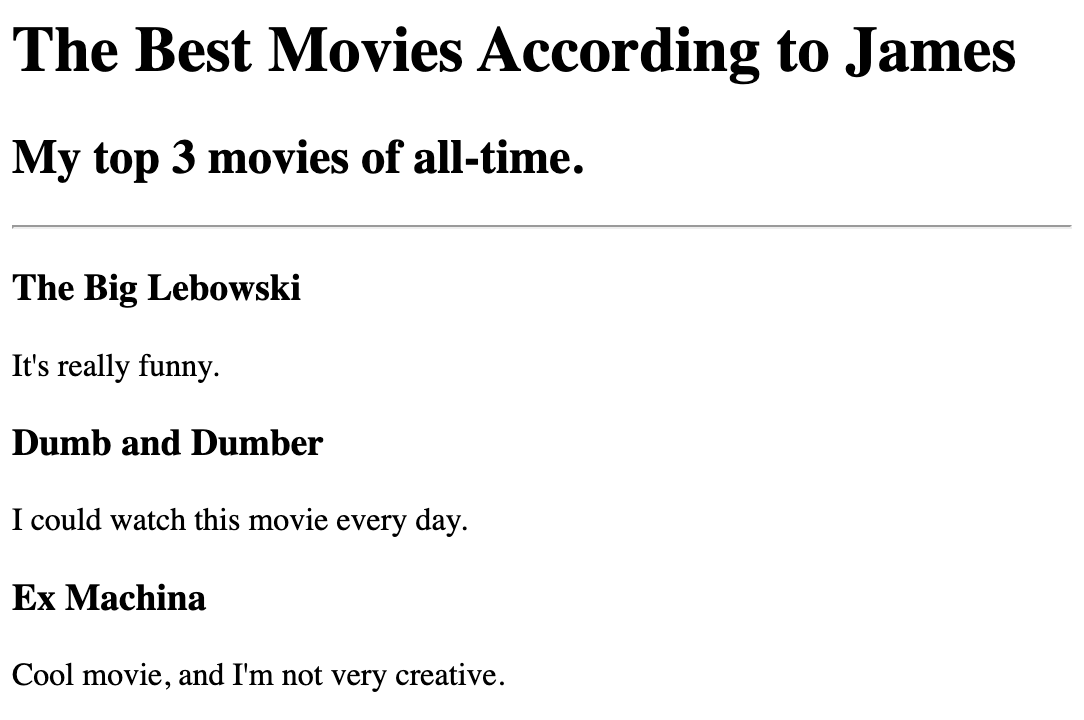 The Best Movies According to James
My top 3 movies of all-time.
The Big Lebowski
It's really funny.
Dumb and Dumber
I could watch this movie every day.
Ex Machina
Cool movie, and I'm not very creative.